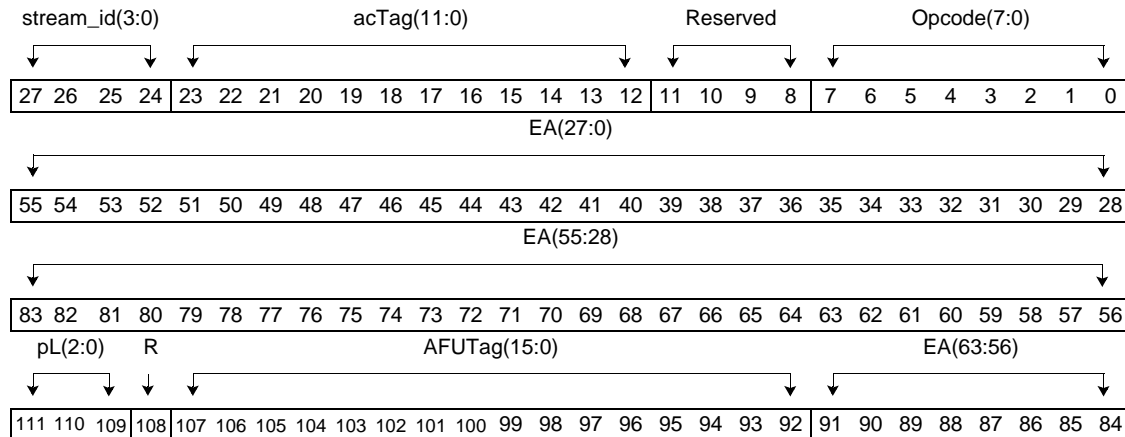 stream_id(3:0) acTag(11:0) Reserved Opcode(7:0)
27 26 25 24 23 22 21 20 19 18 17 16 15 14 13 12 11 10 9 8 7 6 5 4 3 2 1 0
EA(27:0)
55 54 53 52 51 50 49 48 47 46 45 44 43 42 41 40 39 38 37 36 35 34 33 32 31 30 29 28
EA(55:28)
83 82 81 80 79 78 77 76 75 74 73 72 71 70 69 68 67 66 65 64 63 62 61 60 59 58 57 56
pL(2:0) R AFUTag(15:0) EA(63:56)
111 110 109 108 107 106 105 104 103 102 101 100 99 98 97 96 95 94 93 92 91 90 89 88 87 86 85 84